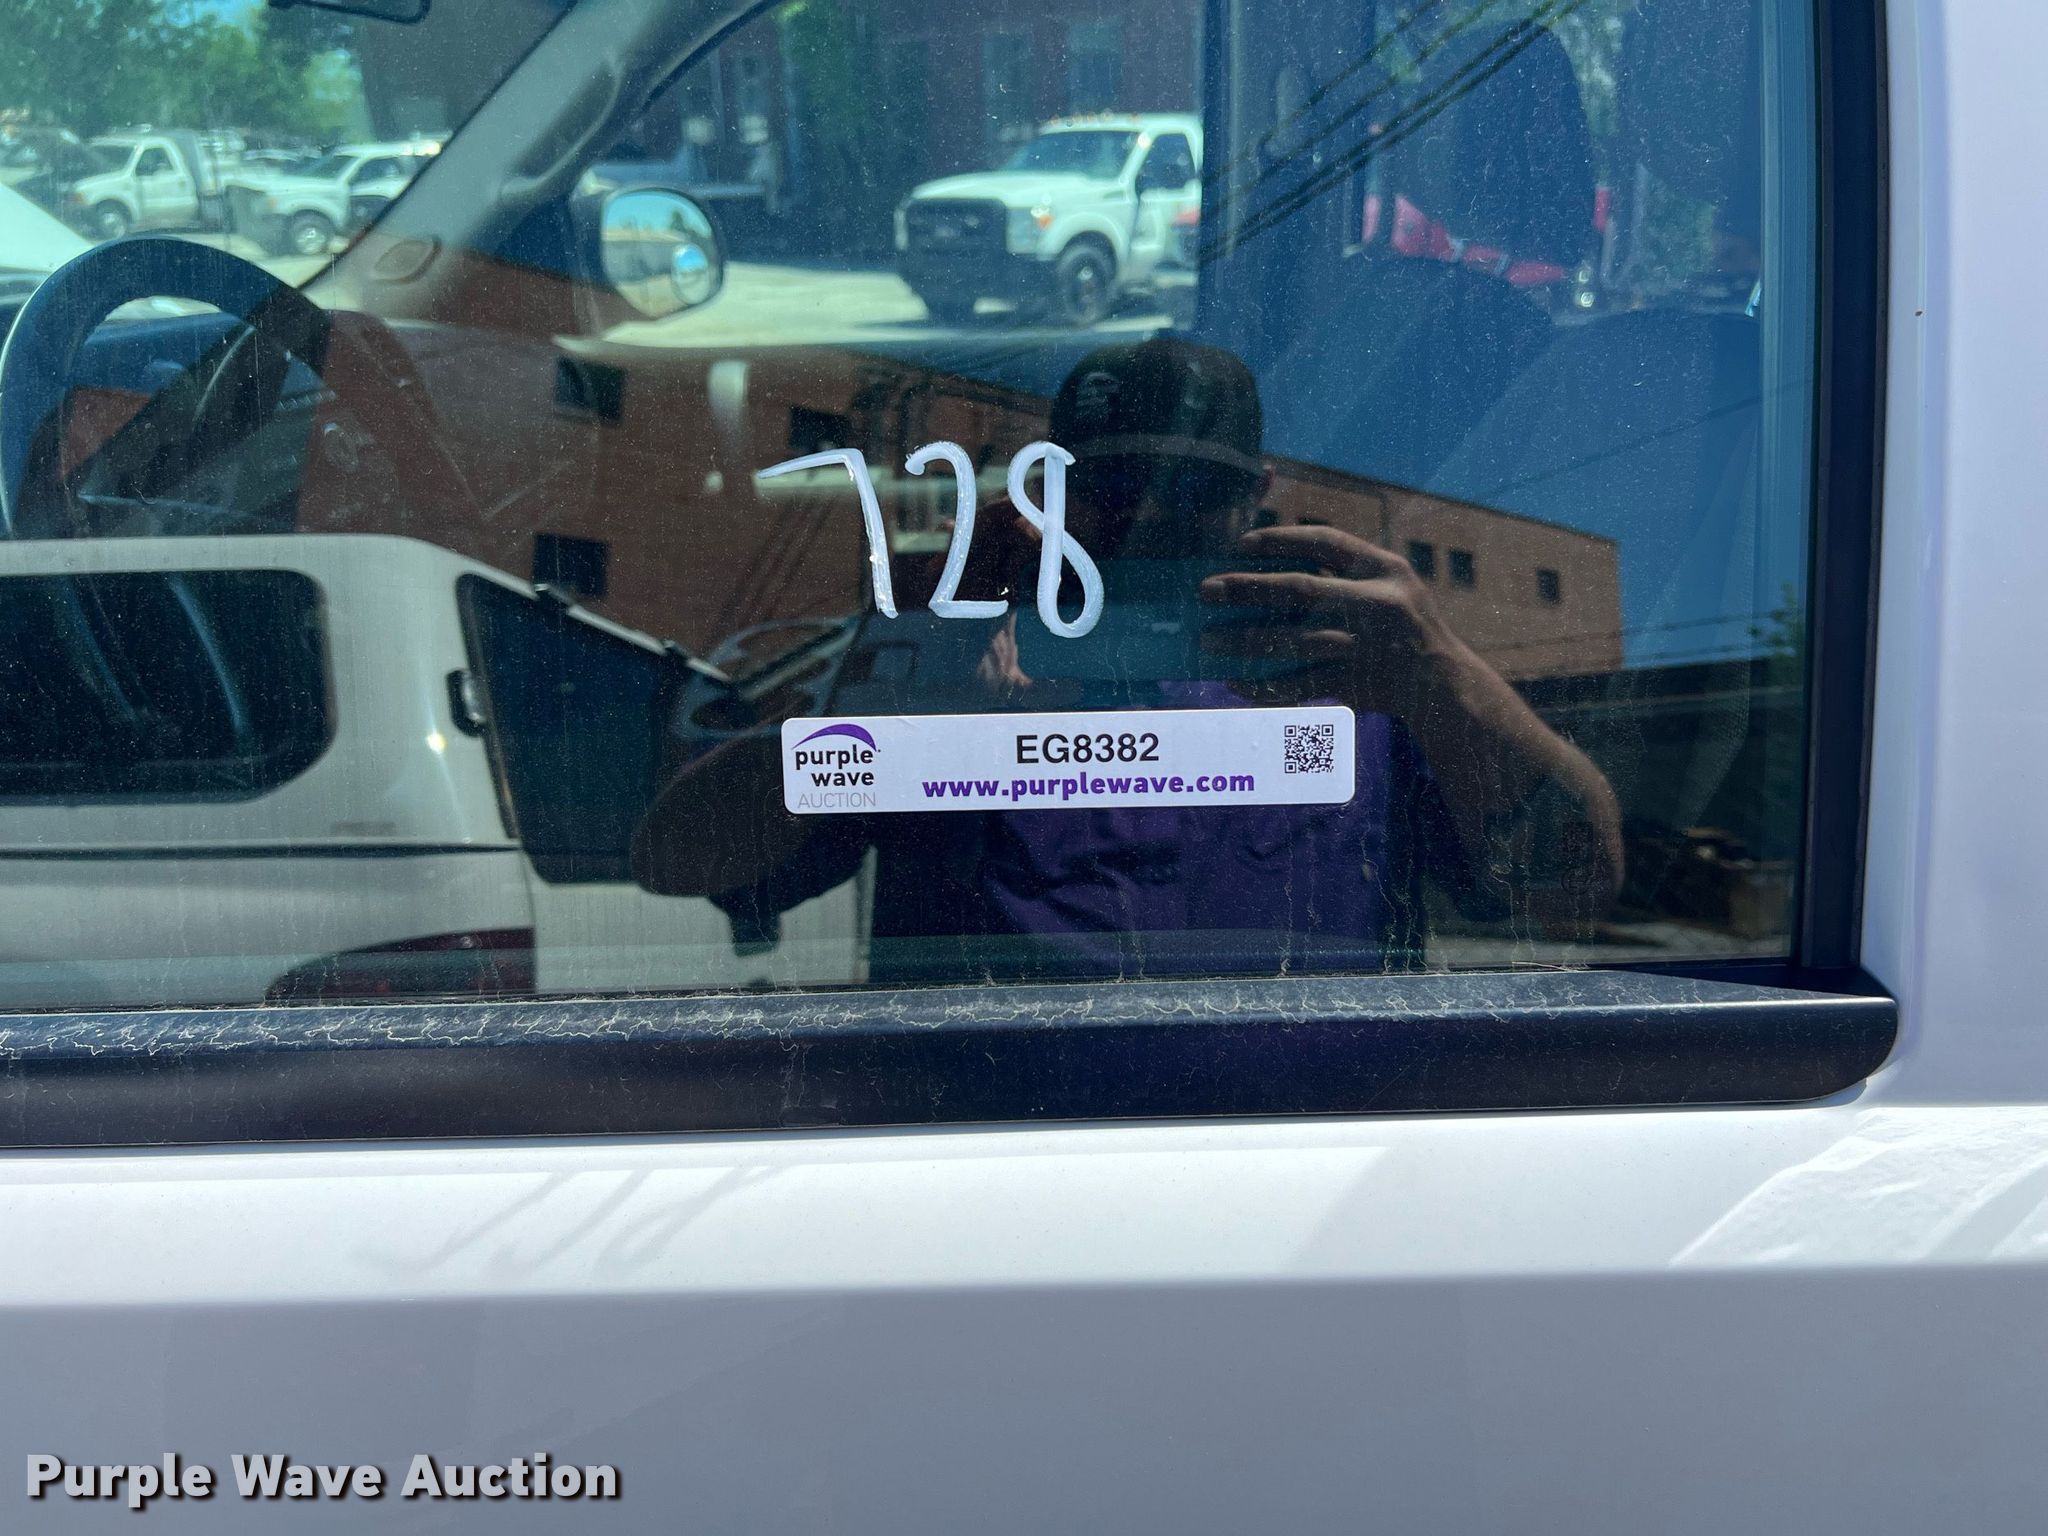 728
purple
wave
AUCTION
EG8382
www.purplewave.com
Purple Wave Auction